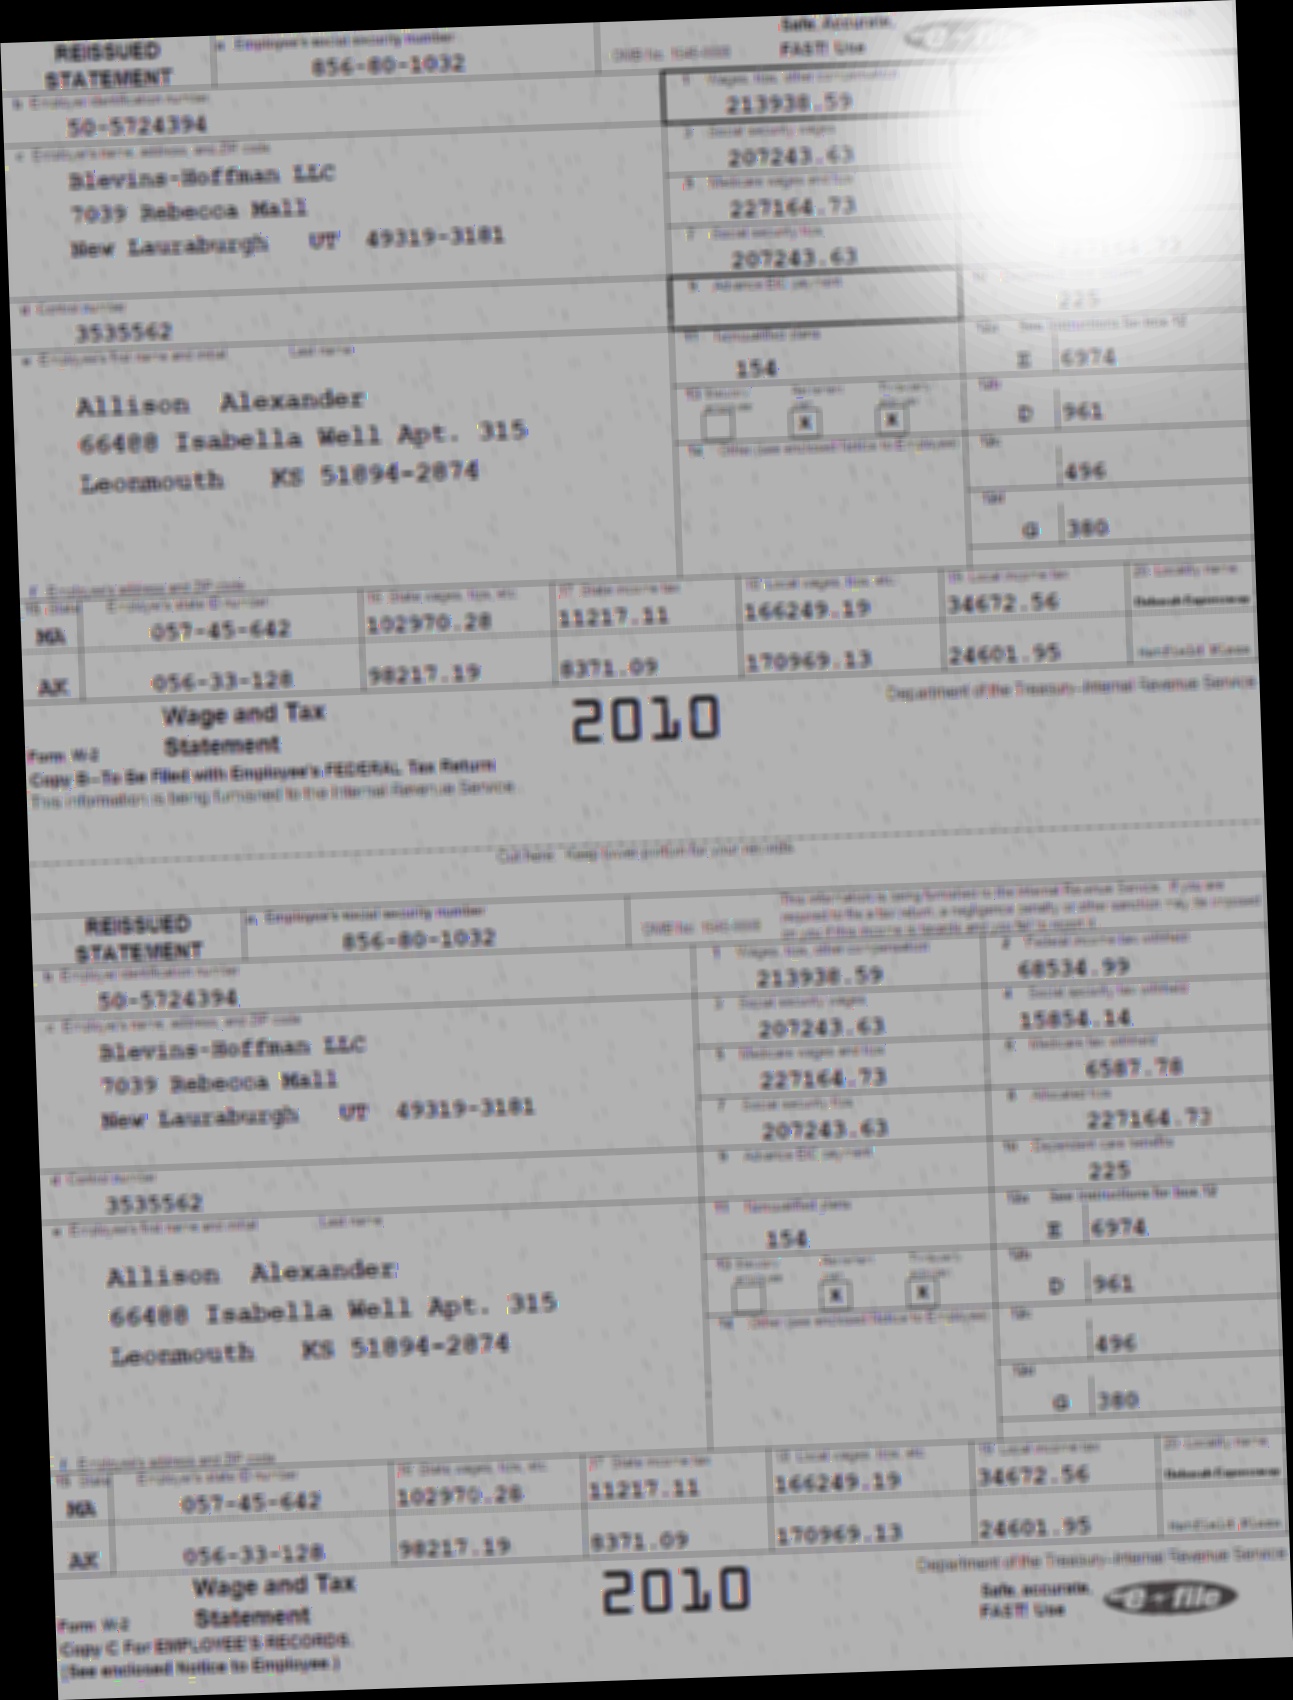 REISSUED STATEMENT
a Employee's social security number
856-80-1032
OMB No. 1545-0008
Safe, Accurate,
FAST! Use
e-file
b Employer identification number
50-5724394
1 Wages, tips, other compensation
213938.59
c Employer's name, address, and ZIP code
Blevins-Hoffman LLC
7039 Rebecca Mall
New Lauraburgh UT 49319-3181
3 Social security wages
207243.63
5 Medicare wages and tips
227164.73
7 Social security tips
207243.63
227164.73
d Control number
3535562
9 Advance EIC payment
225
e Employee's first name and initial Last name
Allison Alexander
66488 Isabella Well Apt. 315
Leonmouth KS 51894-2874
11 Nonqualified plans
154
12a See instructions for box 12
E 6974
12b
D 961
x x
14 Other (see enclosed Notice to Employee)
12c
496
12d
G 380
f Employee's address and ZIP code
15 State Employer's state ID number
16 State wages, tips, etc.
17 State income tax
18 Local wages, tips, etc.
19 Local income tax
20 Locality name
MA 057-45-642 102970.28 11217.11 166249.19 34672.56
AK 056-33-128 98217.19 8371.09 170969.13 24601.95
Wage and Tax
Statement
Form W-2
2010
Department of the Treasury-Internal Revenue Service
Copy B-To Be Filed with Employee's FEDERAL Tax Return
This information is being furnished to the Internal Revenue Service.
Cut here. Keep lower portion for your records.
REISSUED STATEMENT
a Employee's social security number
856-80-1032
OMB No. 1545-0008
This information is being furnished to the Internal Revenue Service. If you are
required to file a tax return, a negligence penalty or other sanction may be imposed
on you if this income is taxable and you fail to report it.
b Employer identification number
50-5724394
1 Wages, tips, other compensation
213938.59
2 Federal income tax withheld
68534.99
c Employer's name, address, and ZIP code
Blevins-Hoffman LLC
7039 Rebecca Mall
New Lauraburgh UT 49319-3181
3 Social security wages
207243.63
4 Social security tax withheld
15854.14
5 Medicare wages and tips
227164.73
6 Medicare tax withheld
6587.78
7 Social security tips
207243.63
8 Allocated tips
227164.73
d Control number
3535562
9 Advance EIC payment
10 Dependent care benefits
225
e Employee's first name and initial Last name
Allison Alexander
66488 Isabella Well Apt. 315
Leonmouth KS 51894-2874
11 Nonqualified plans
154
12a See instructions for box 12
E 6974
12b
D 961
x x
14 Other (see enclosed Notice to Employee)
12c
496
12d
G 380
f Employee's address and ZIP code
15 State Employer's state ID number
16 State wages, tips, etc.
17 State income tax
18 Local wages, tips, etc.
19 Local income tax
20 Locality name
MA 057-45-642 102970.28 11217.11 166249.19 34672.56
AK 056-33-128 98217.19 8371.09 170969.13 24601.95
Wage and Tax
Statement
Form W-2
2010
Department of the Treasury-Internal Revenue Service
Safe, accurate,
FAST! Use
e-file
Copy C For EMPLOYEE'S RECORDS.
(See enclosed Notice to Employee.)